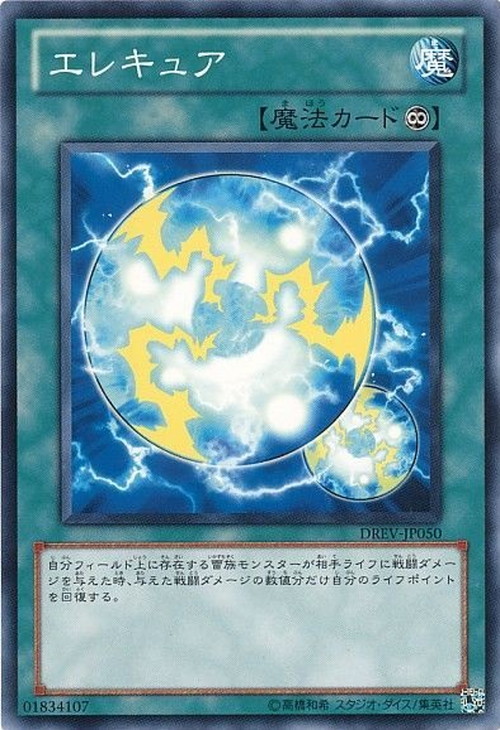 エレキュア
魔
【魔法カード】
DREV-JP050
自分フィールド上に存在する雷族モンスターが相手ライフに戦闘ダメー
ジを与えた時、与えた戦闘ダメージの数値分だけ自分のライフポイント
を回復する。
01834107
©高橋和希 スタジオ・ダイス/集英社